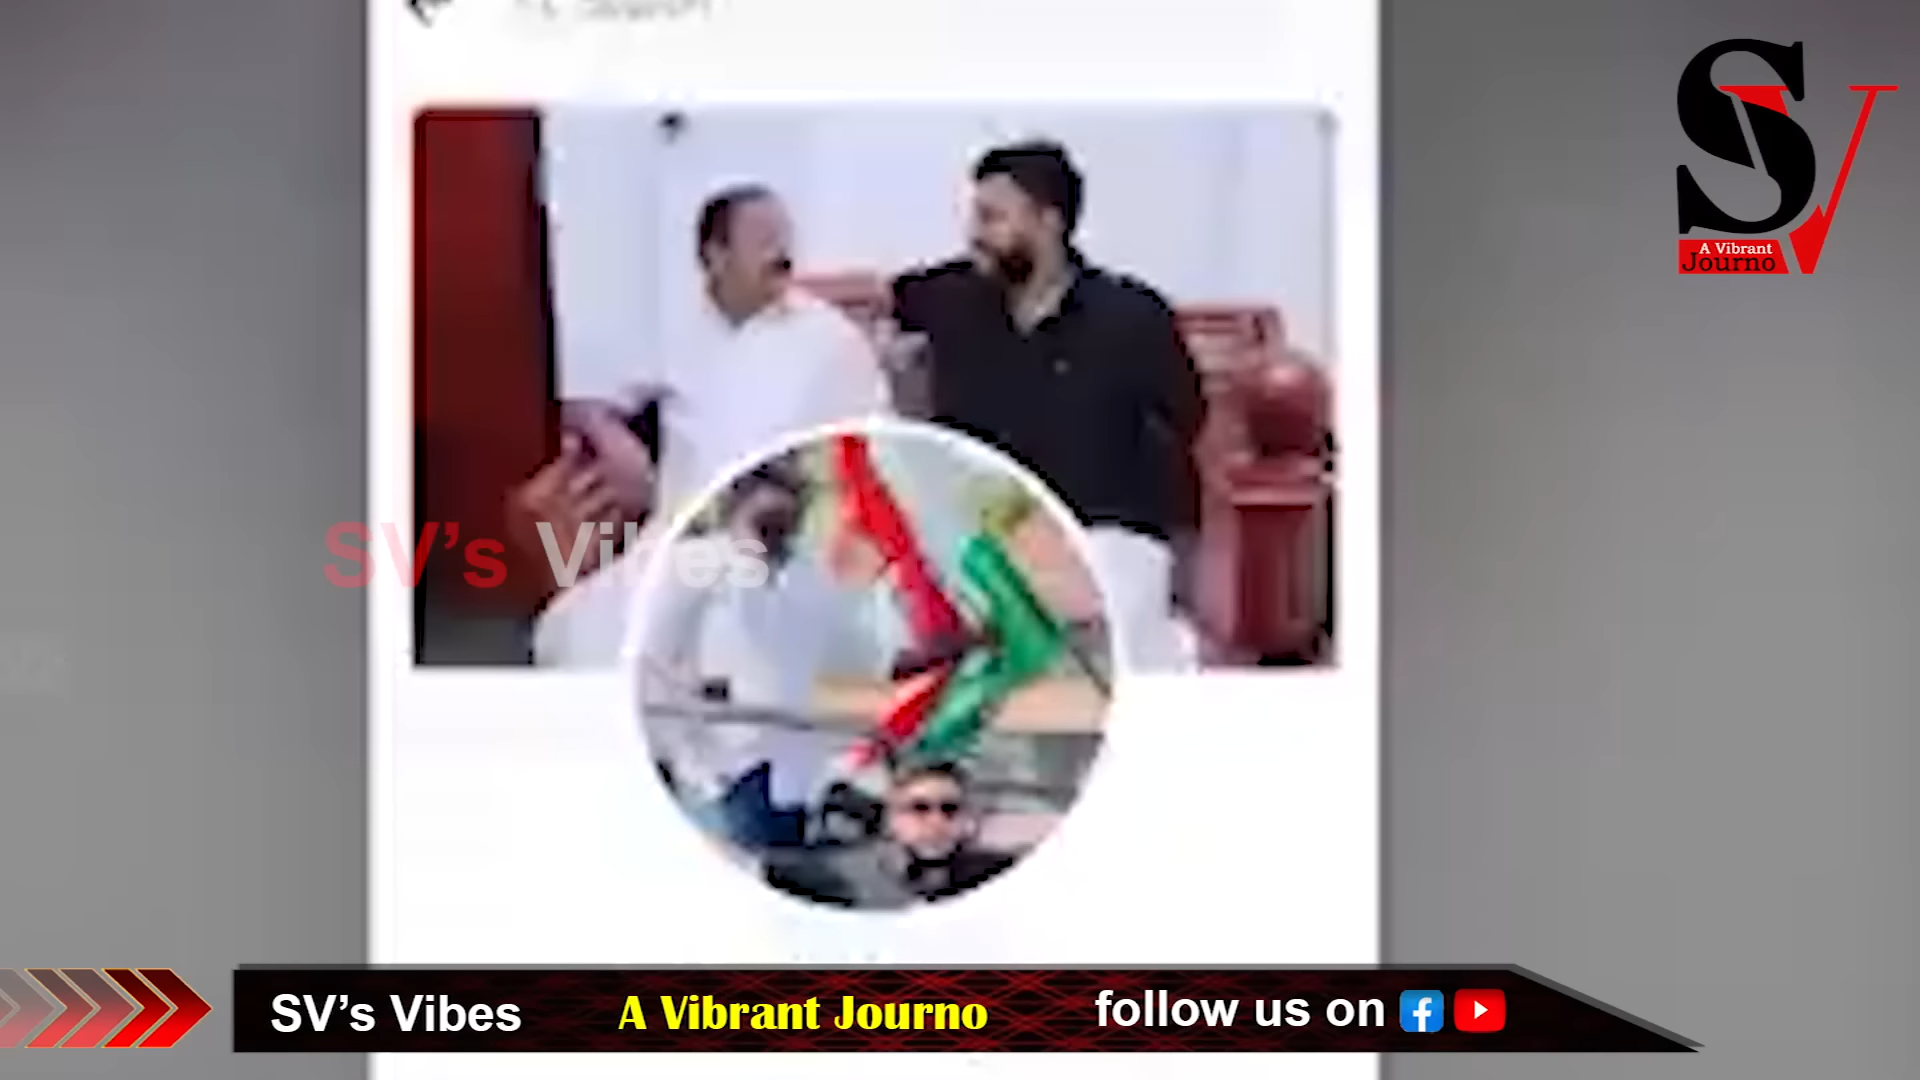 A Vibrant
Journo
SV's Vibes
SV's Vibes
A Vibrant Journo
follow us on